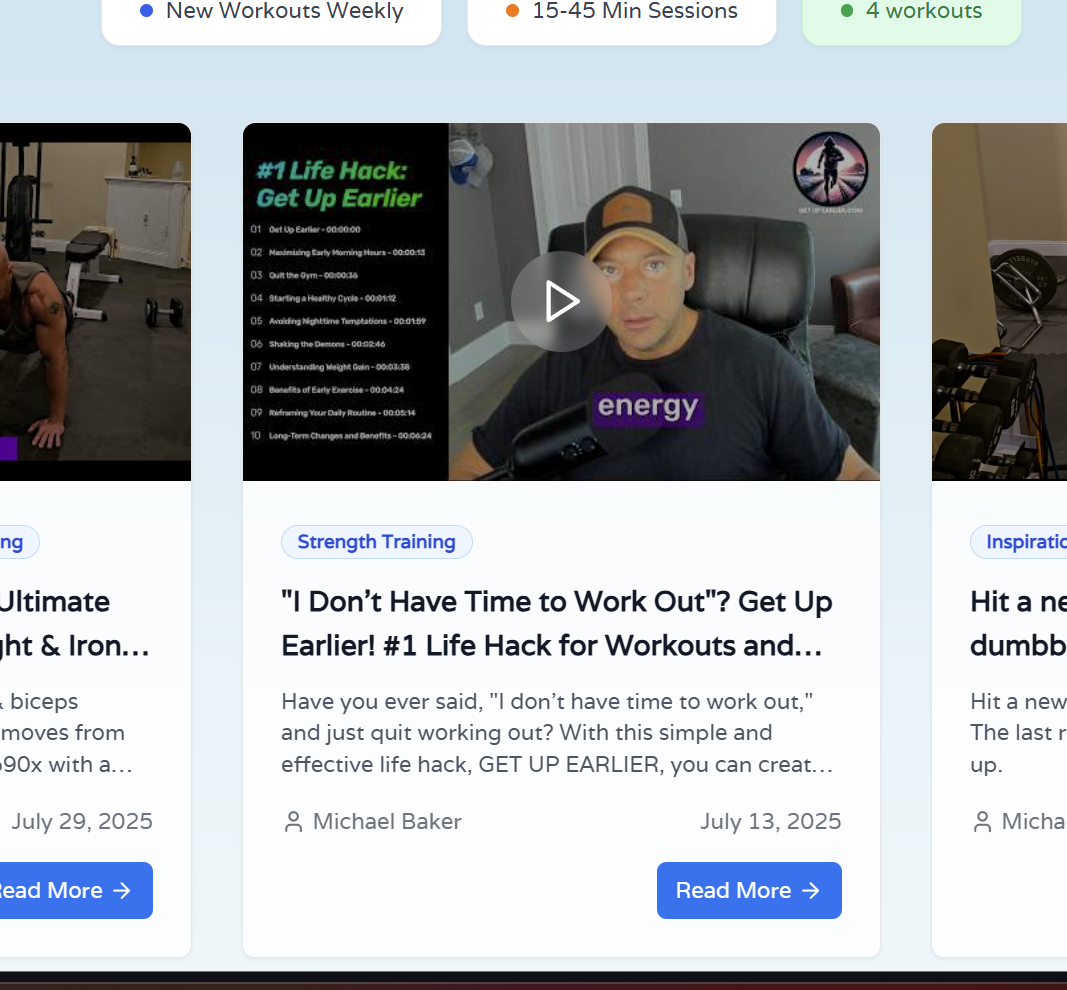 New Workouts Weekly
15-45 Min Sessions
4 workouts
#1 Life Hack:
Get Up Earlier
01 Get Up Earlier - 00:00:00
02 Maximizing Early Morning Hours - 00:00:13
03 Quit the Gym - 00:00:36
04 Starting a Healthy Cycle - 00:01:12
05 Avoiding Nighttime Temptations - 00:01:59
06 Shaking the Demons - 00:02:46
07 Understanding Weight Gain - 00:03:38
08 Benefits of Early Exercise - 00:04:24
09 Reframing Your Daily Routine - 00:05:14
10 Long-Term Changes and Benefits - 00:06:24
GETUPEARLIER.COM
energy
ng
Ultimate
ght & Iron...
& biceps
moves from
p90x with a...
July 29, 2025
Read More
Strength Training
"I Don't Have Time to Work Out"? Get Up
Earlier! #1 Life Hack for Workouts and...
Have you ever said, "I don't have time to work out,"
and just quit working out? With this simple and
effective life hack, GET UP EARLIER, you can creat...
Michael Baker
July 13, 2025
Read More
Inspiratio
Hit a ne
dumbb
Hit a new
The last r
up.
Micha